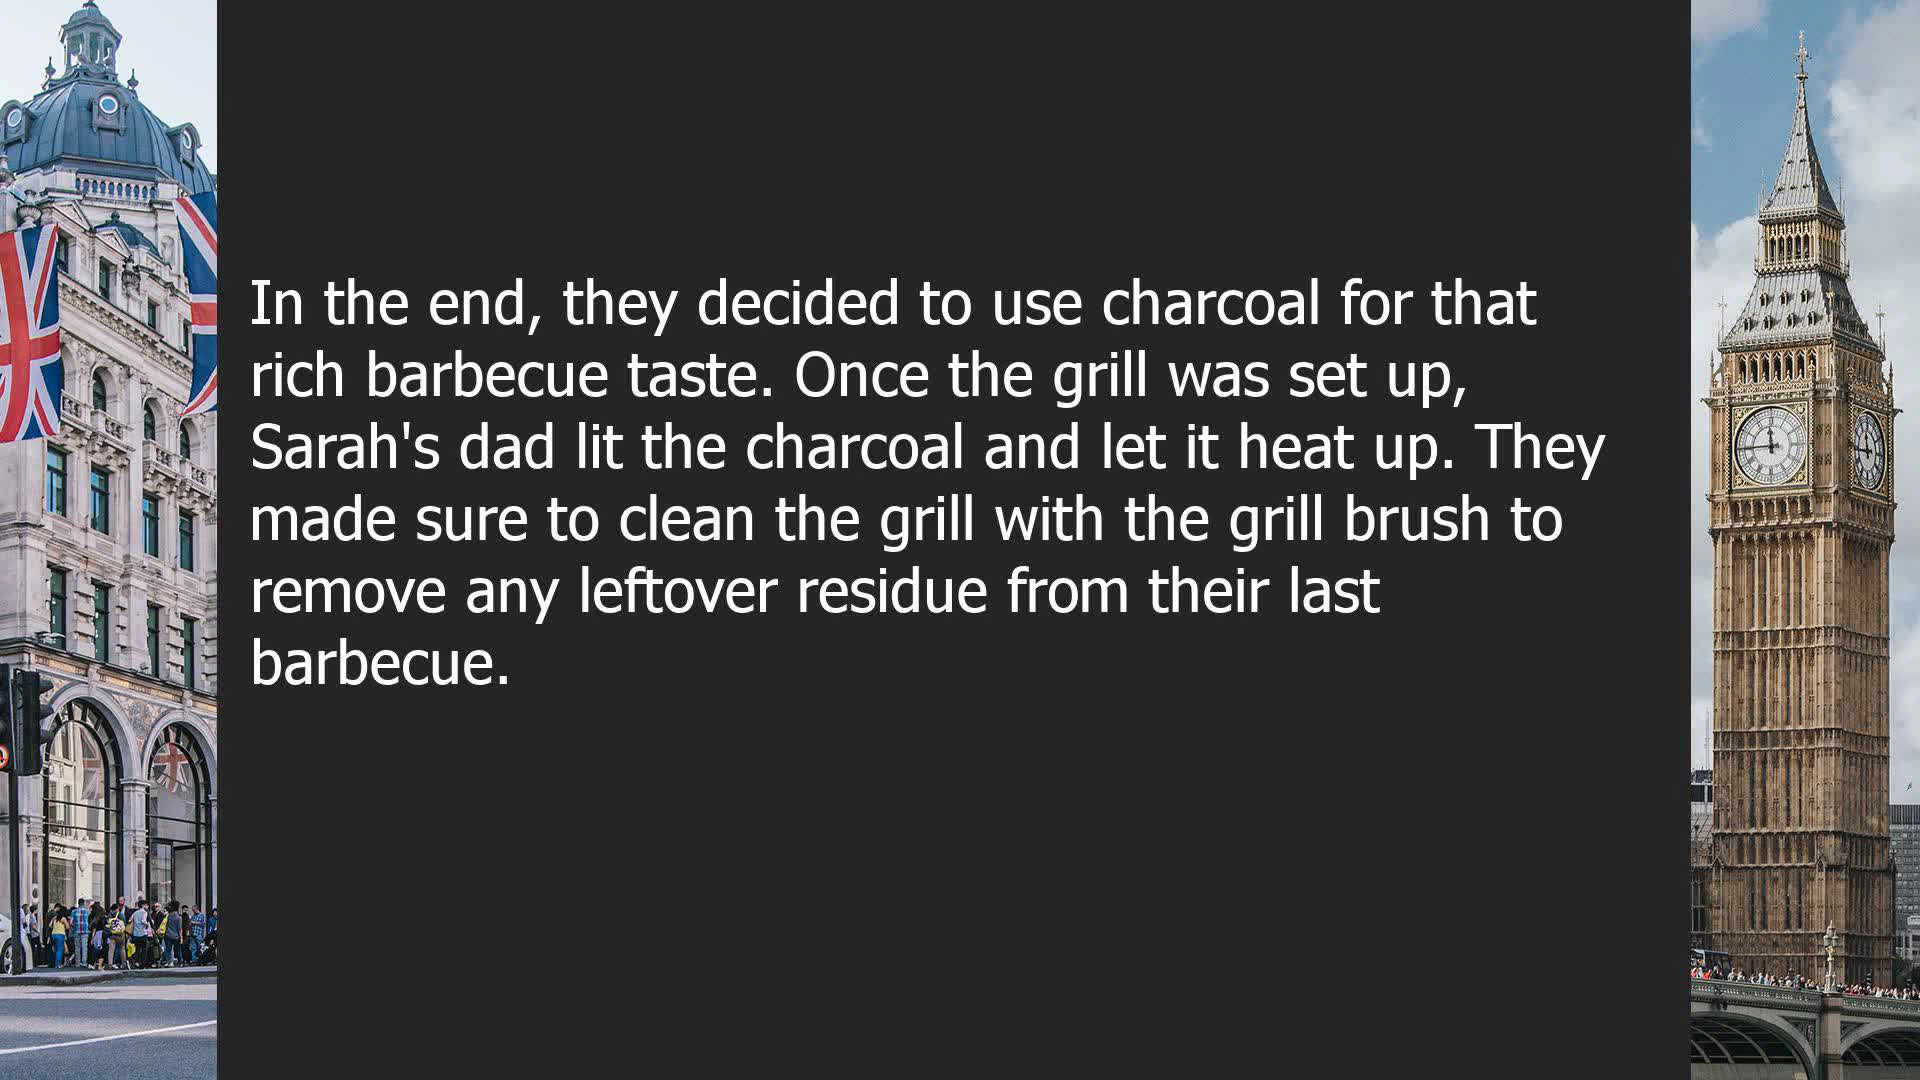 In the end, they decided to use charcoal for that
rich barbecue taste. Once the grill was set up,
Sarah's dad lit the charcoal and let it heat up. They
made sure to clean the grill with the grill brush to
remove any leftover residue from their last
barbecue.